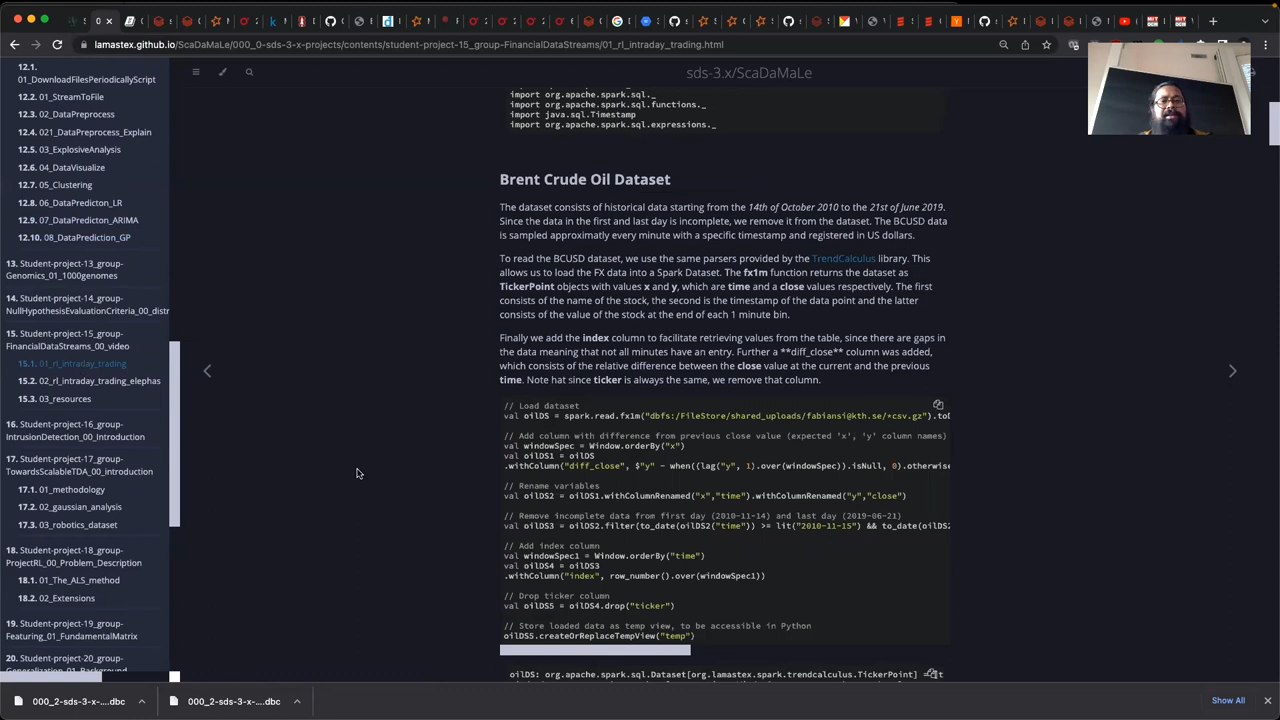 lamastex.github.io/ScaDaMaLe/000_0-sds-3-x-projects/contents/student-project-15_group-FinancialDataStreams/01_rl_intraday_trading.html
sds-3.x/ScaDaMaLe
12.1.
01_DownloadFilesPeriodicallyScript
12.2. 01_StreamToFile
12.3. 02_DataPreprocess
12.4. 021_DataPreprocess_Explain
12.5. 03_ExplosiveAnalysis
12.6. 04_DataVisualize
12.7. 05_Clustering
12.8. 06_DataPredicton_LR
12.9. 07_DataPredicton_ARIMA
12.10. 08_DataPrediction_GP
13. Student-project-13_group-
Genomics_01_1000genomes
14. Student-project-14_group-
NullHypothesisEvaluationCriteria_00_distr
15. Student-project-15_group-
FinancialDataStreams_00_video
15.1. 01_rl_intraday_trading
15.2. 02_rl_intraday_trading_elephas
15.3. 03_resources
16. Student-project-16_group-
IntrusionDetection_00_Introduction
17. Student-project-17_group-
TowardsScalableTDA_00_introduction
17.1. 01_methodology
17.2. 02_gaussian_analysis
17.3. 03_robotics_dataset
18. Student-project-18_group-
ProjectRL_00_Problem_Description
18.1. 01_The_ALS_method
18.2. 02_Extensions
19. Student-project-19_group-
Featuring_01_FundamentalMatrix
20. Student-project-20_group-
Generalization_01_Background
import org.apache.spark.sql._
import org.apache.spark.sql.functions._
import java.sql.Timestamp
import org.apache.spark.sql.expressions._
Brent Crude Oil Dataset
The dataset consists of historical data starting from the 14th of October 2010 to the 21st of June 2019.
Since the data in the first and last day is incomplete, we remove it from the dataset. The BCUSD data
is sampled approximatly every minute with a specific timestamp and registered in US dollars.
To read the BCUSD dataset, we use the same parsers provided by the TrendCalculus library. This
allows us to load the FX data into a Spark Dataset. The fx1m function returns the dataset as
TickerPoint objects with values x and y, which are time and a close values respectively. The first
consists of the name of the stock, the second is the timestamp of the data point and the latter
consists of the value of the stock at the end of each 1 minute bin.
Finally we add the index column to facilitate retrieving values from the table, since there are gaps in
the data meaning that not all minutes have an entry. Further a **diff_close** column was added,
which consists of the relative difference between the close value at the current and the previous
time. Note hat since ticker is always the same, we remove that column.
// Load dataset
val oilDS = spark.read.fx1m("dbfs:/FileStore/shared_uploads/fabiansi@kth.se/*csv.gz").toD
// Add column with difference from previous close value (expected 'x', 'y' column names)
val windowSpec = Window.orderBy("x")
val oilDS1 = oilDS
.withColumn("diff_close", $"y" - when((lag("y", 1).over(windowSpec)).isNull, 0).otherwise
// Rename variables
val oilDS2 = oilDS1.withColumnRenamed("x","time").withColumnRenamed("y","close")
// Remove incomplete data from first day (2010-11-14) and last day (2019-06-21)
val oilDS3 = oilDS2.filter(to_date(oilDS2("time")) >= lit("2010-11-15") && to_date(oilDS2
// Add index column
val windowSpec1 = Window.orderBy("time")
val oilDS4 = oilDS3
.withColumn("index", row_number().over(windowSpec1))
// Drop ticker column
val oilDS5 = oilDS4.drop("ticker")
// Store loaded data as temp view, to be accessible in Python
oilDS5.createOrReplaceTempView("temp")
oilDS: org.apache.spark.sql.Dataset[org.lamastex.spark.trendcalculus.TickerPoint] =
000_2-sds-3-x-....dbc
000_2-sds-3-x-....dbc
Show All